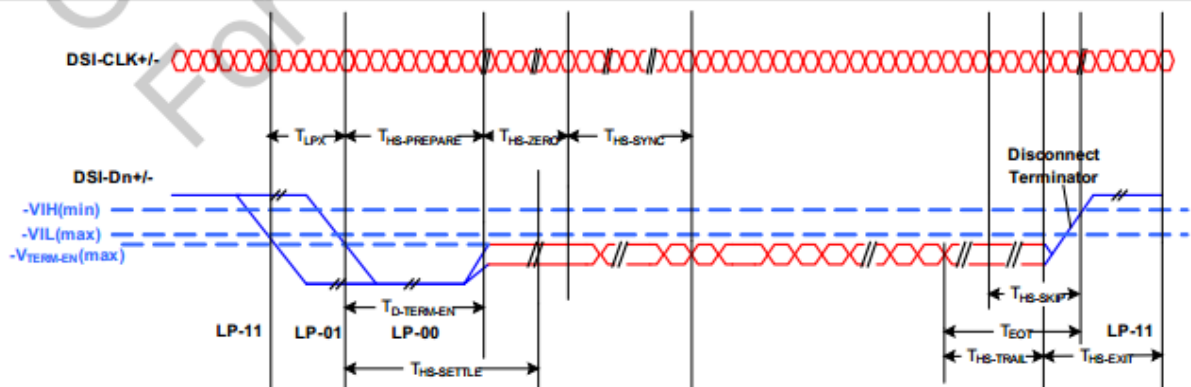 For
DSI-CLK+/-
TLPX
THS-PREPARE
THS-ZERO
THS-SYNC
DSI-Dn+/-
Disconnect
Terminator
-VIH(min)
-VIL(max)
-VTERM-EN(max)
TD-TERM-EN
THS-SKIP
LP-11 LP-01 LP-00
TEOT
LP-11
THS-SETTLE
THS-TRAIL
THS-EXIT